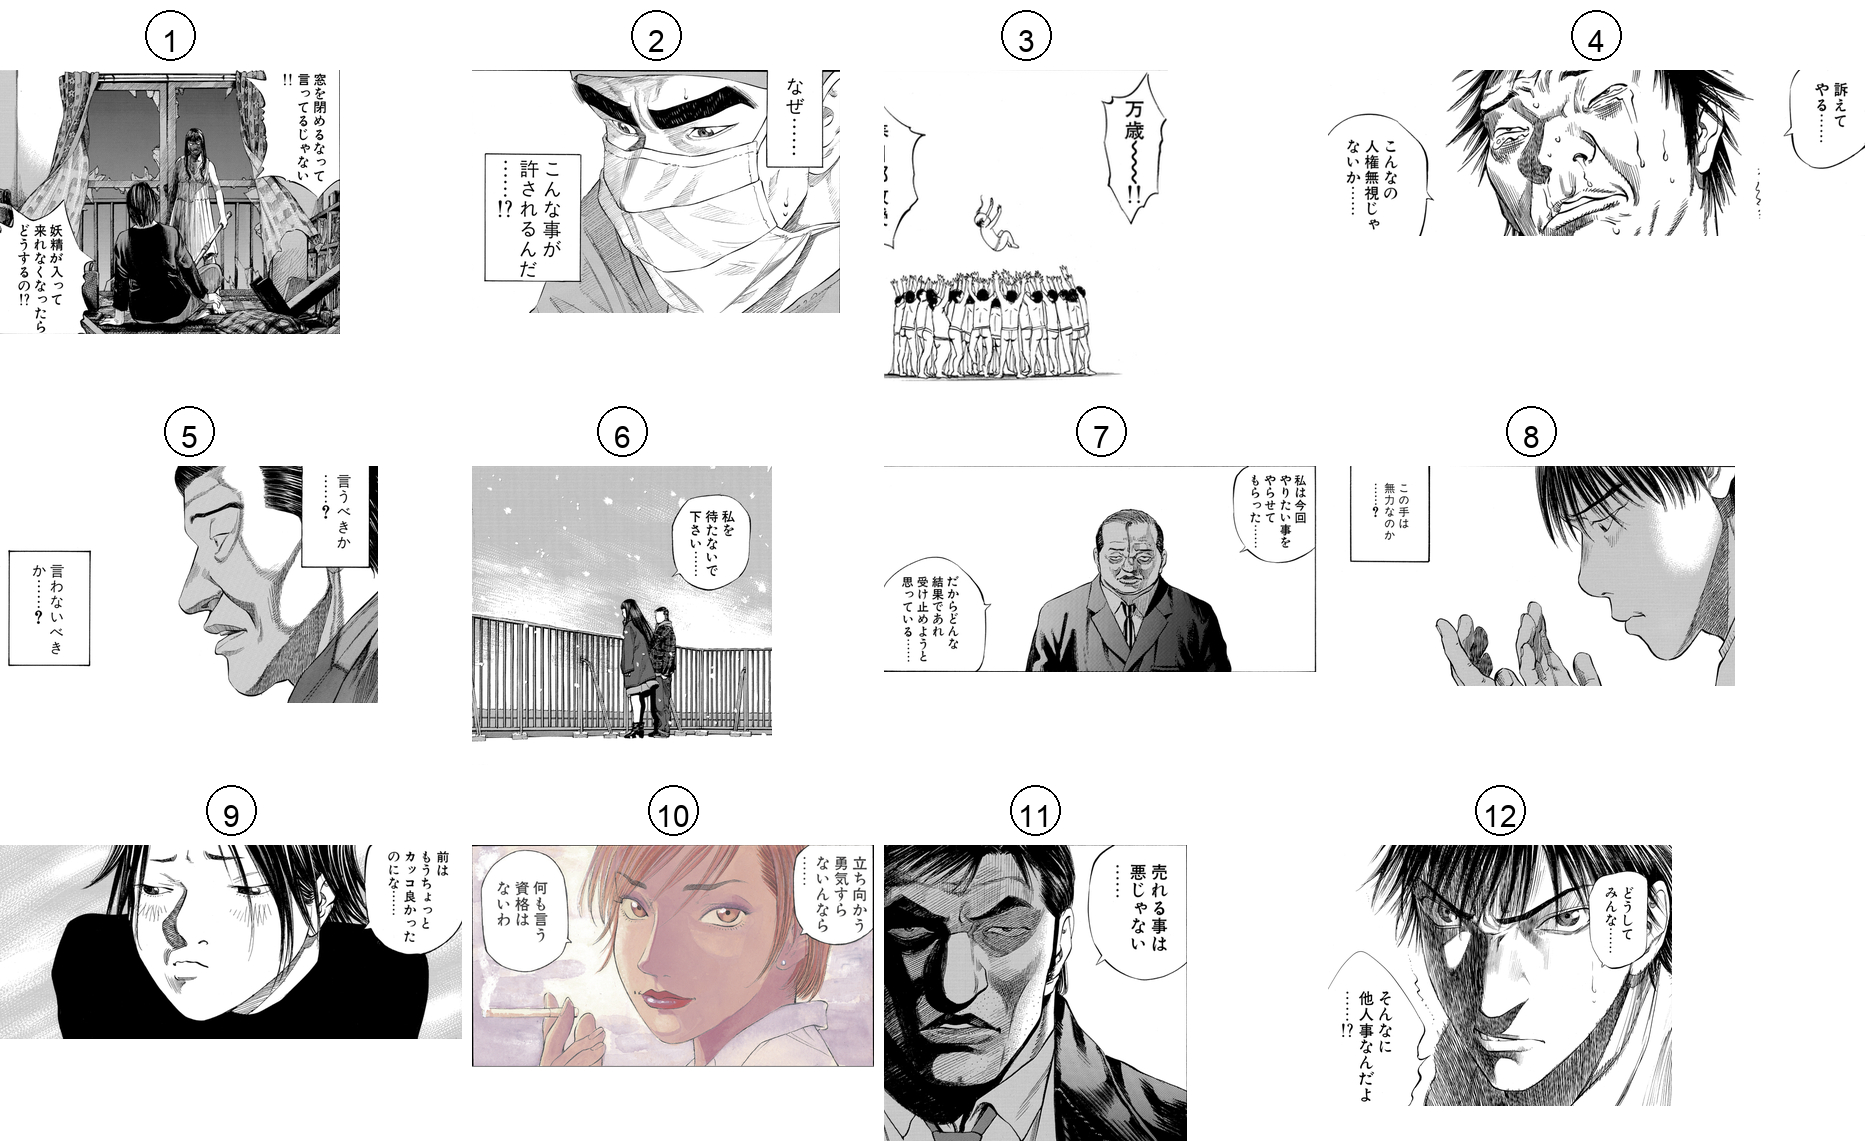 1
窓を閉めるなって
言ってるじゃない
!!
妖精が入って
来れなくなったら
どうするの!?
2
なぜ……
こんな事が
許されるんだ
……!?
3
万歳〜〜〜!!
4
訴えて
やる……
こんなの
人権無視じゃ
ないか……
5
言うべきか
……?
言わないべき
か……?
6
私を
待たないで
下さい……
7
私は今回
やりたい事を
やらせて
もらった……
だからどんな
結果であれ
受け止めようと
思っている……
8
この手は
無力なのか
……?
9
前は
もうちょっと
カッコ良かった
のにな……
10
立ち向かう
勇気すら
ないんなら
……
何も言う
資格は
ないわ
11
売れる事は
悪じゃない
……
12
どうして
みんな……
そんなに
他人事なんだよ
……!?